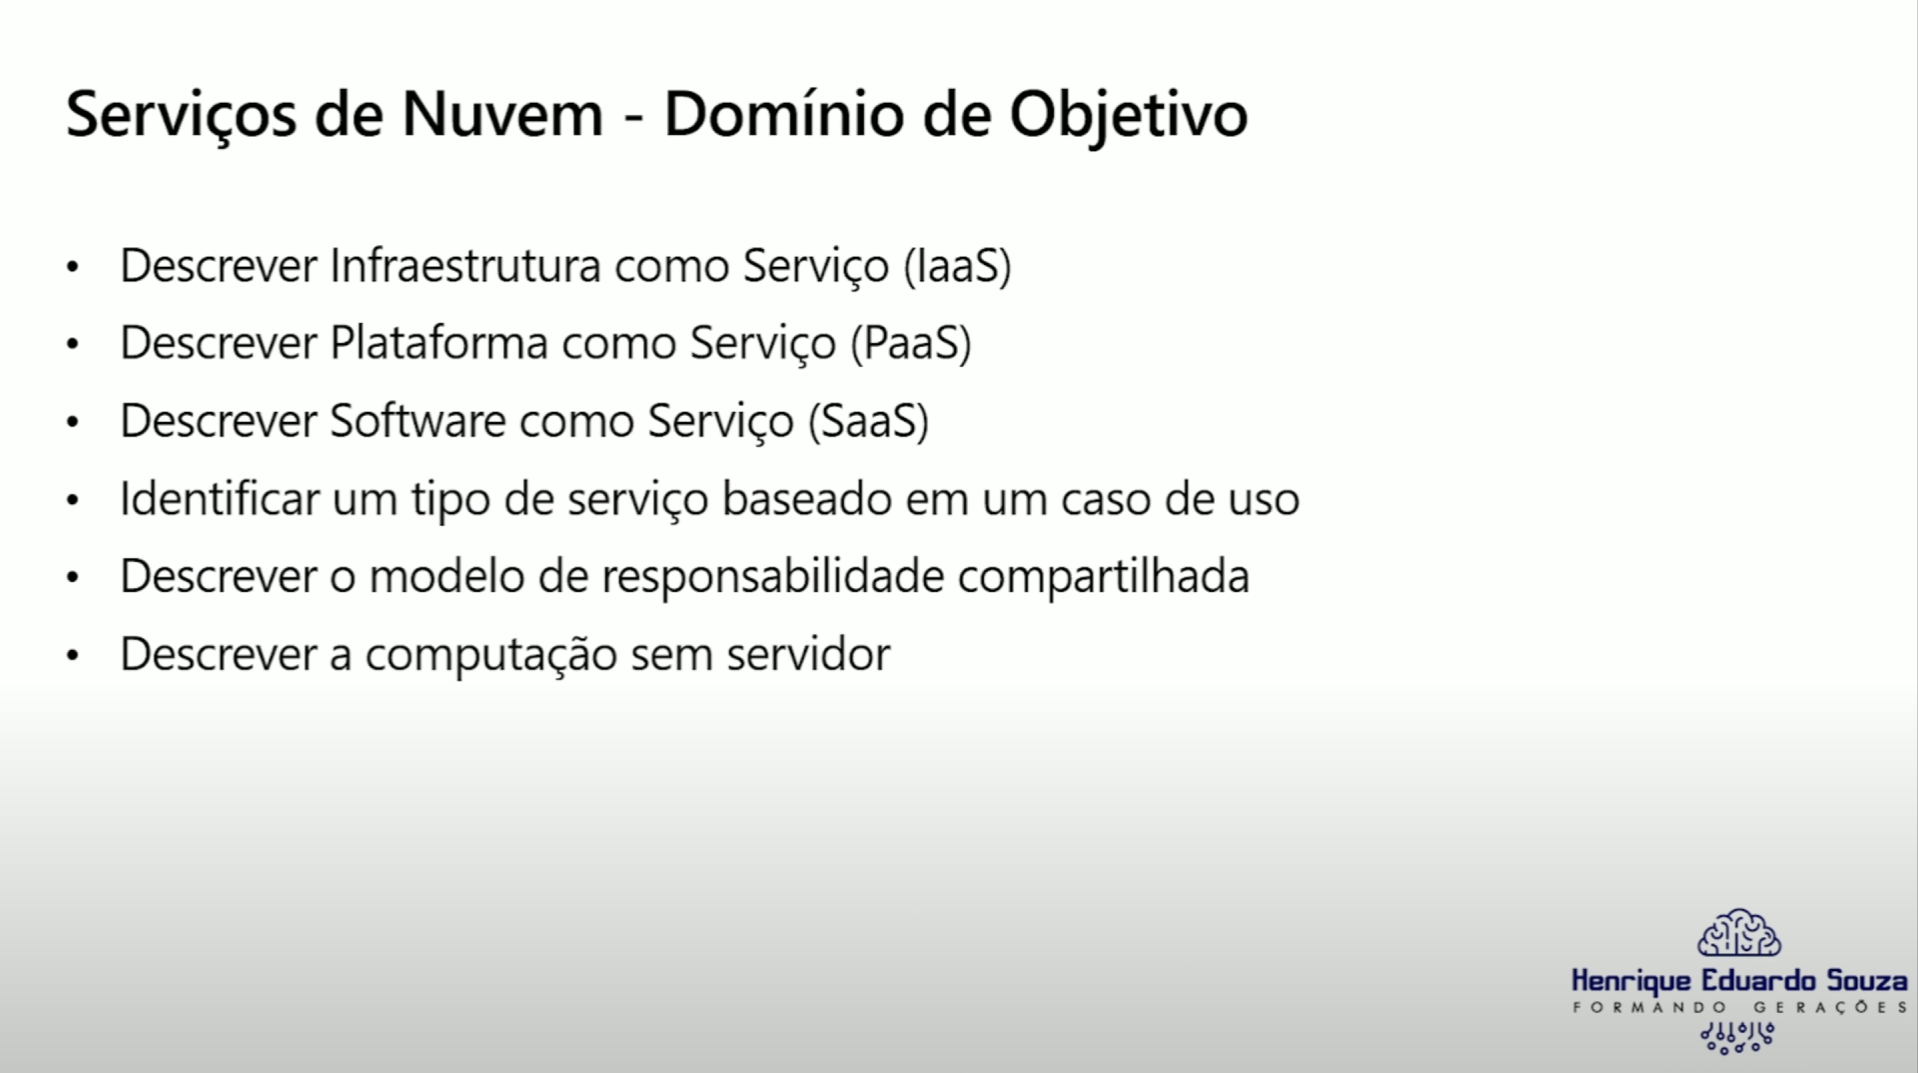 Serviços de Nuvem - Domínio de Objetivo
• Descrever Infraestrutura como Serviço (IaaS)
• Descrever Plataforma como Serviço (PaaS)
• Descrever Software como Serviço (SaaS)
• Identificar um tipo de serviço baseado em um caso de uso
• Descrever o modelo de responsabilidade compartilhada
• Descrever a computação sem servidor
Henrique Eduardo Souza
FORMANDO GERAÇÕES